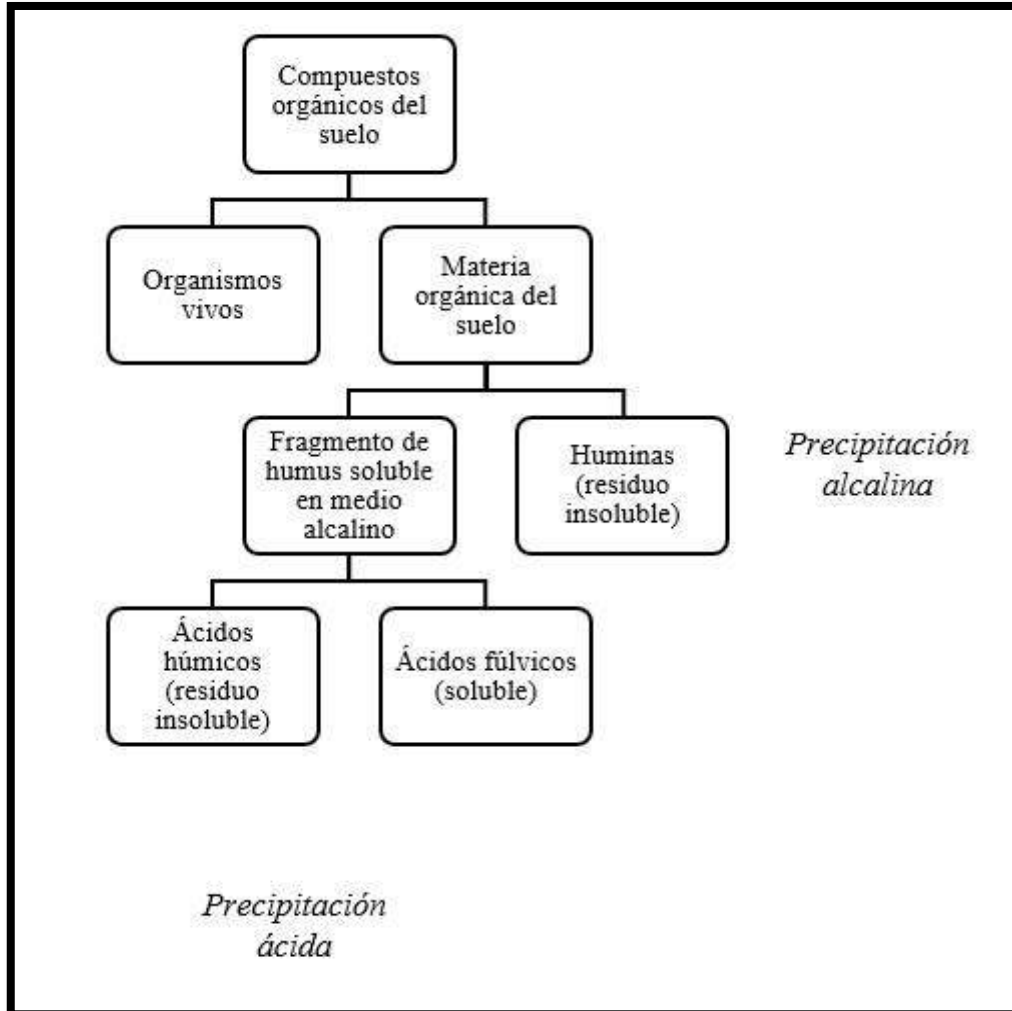 Compuestos
orgánicos del
suelo
Organismos
vivos
Materia
orgánica del
suelo
Fragmento de
humus soluble
en medio
alcalino
Huminas
(residuo
insoluble)
Precipitación
alcalina
Ácidos
húmicos
(residuo
insoluble)
Ácidos fúlvicos
(soluble)
Precipitación
ácida